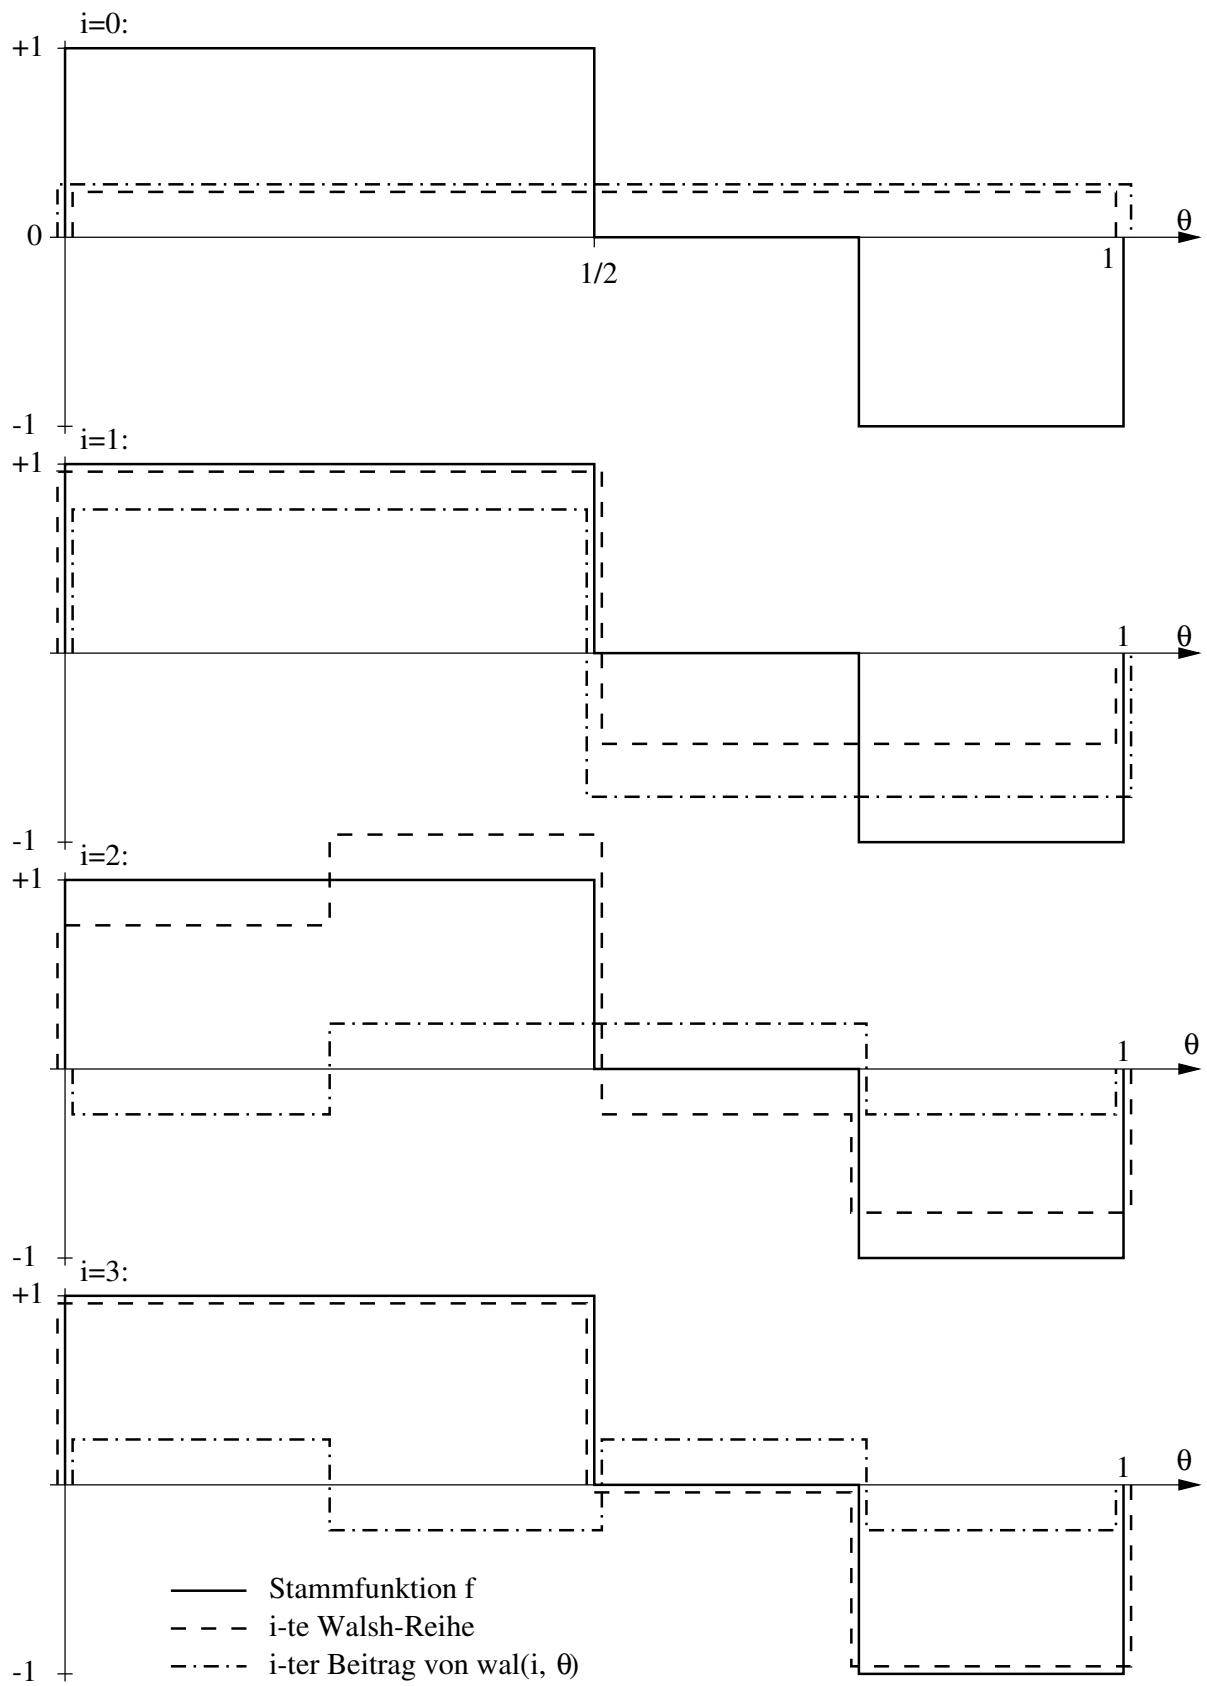 i=0:
+1
θ
0
1/2
1
-1
i=1:
+1
1
θ
-1
i=2:
+1
1
θ
-1
i=3:
+1
1
θ
Stammfunktion f
i-te Walsh-Reihe
i-ter Beitrag von wal(i, θ)
-1